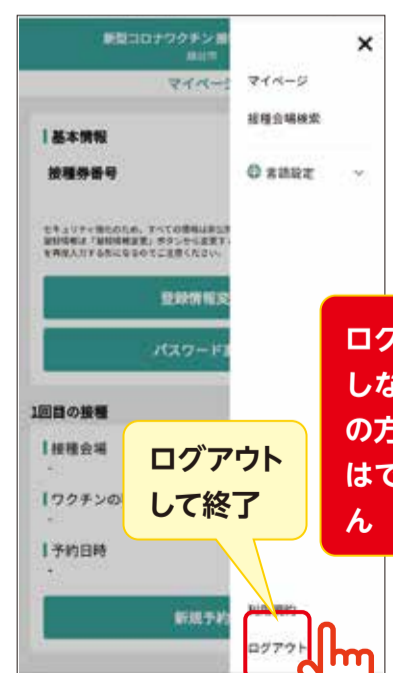 新型コロナワクチン接
×
マイページ
マイページ
接種会場検索
基本情報
接種券番号
言語設定
登録情報変
パスワード変
1回目の接種
接種会場
-
ワクチンの
-
予約日時
-
新規予約
ログアウト
して終了
ログ
しな
の方
はて
ん
利用規約
ログアウト